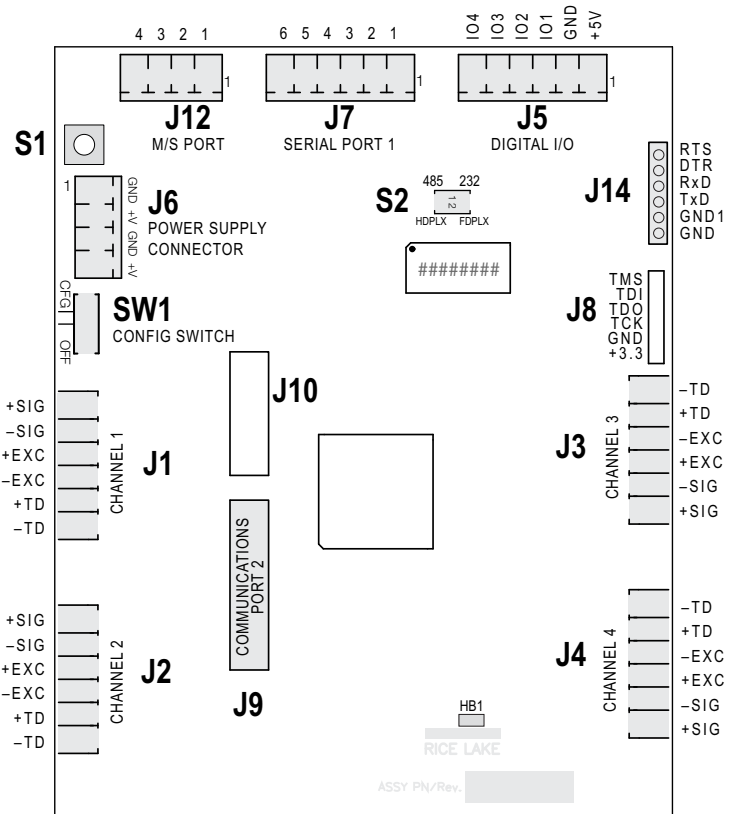 4 3 2 1
6 5 4 3 2 1
IO4 IO3 IO2 IO1 GND +5V
1
1
1
J12
M/S PORT
J7
SERIAL PORT 1
J5
DIGITAL I/O
S1
1
GND +V GND +V
J6
POWER SUPPLY
CONNECTOR
S2
485 232
1 2
HDPLX FDPLX
########
J14
RTS
DTR
RxD
TxD
GND1
GND
CFG
OFF
SW1
CONFIG SWITCH
J8
TMS
TDI
TDO
TCK
GND
+3.3
J10
+SIG
–SIG
+EXC
–EXC
+TD
–TD
CHANNEL 1
J1
J3
CHANNEL 3
–TD
+TD
–EXC
+EXC
–SIG
+SIG
COMMUNICATIONS
PORT 2
J9
+SIG
–SIG
+EXC
–EXC
+TD
–TD
CHANNEL 2
J2
J4
CHANNEL 4
–TD
+TD
–EXC
+EXC
–SIG
+SIG
HB1
RICE LAKE
ASSY PN/Rev.